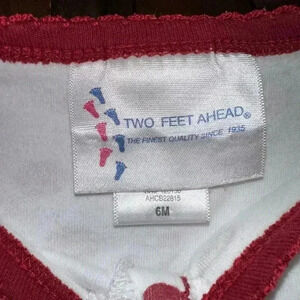 TWO FEET AHEAD®
THE FINEST QUALITY SINCE 1935
AHCB22815
6M